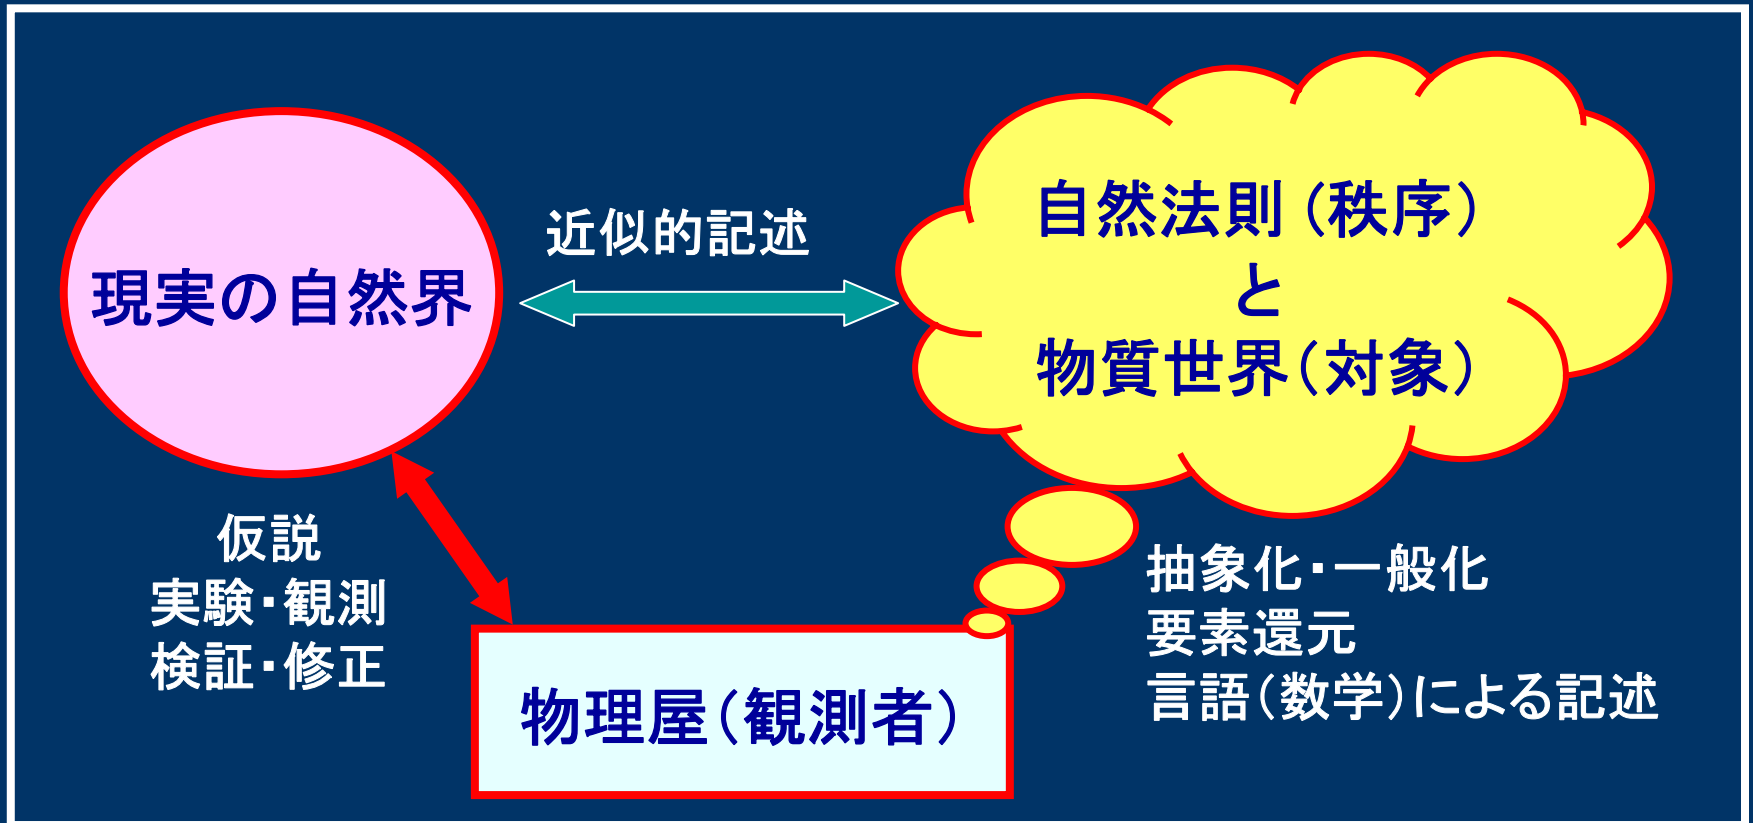 現実の自然界
近似的記述
自然法則(秩序)
と
物質世界(対象)
仮説
実験・観測
検証・修正
物理屋(観測者)
抽象化・一般化
要素還元
言語(数学)による記述